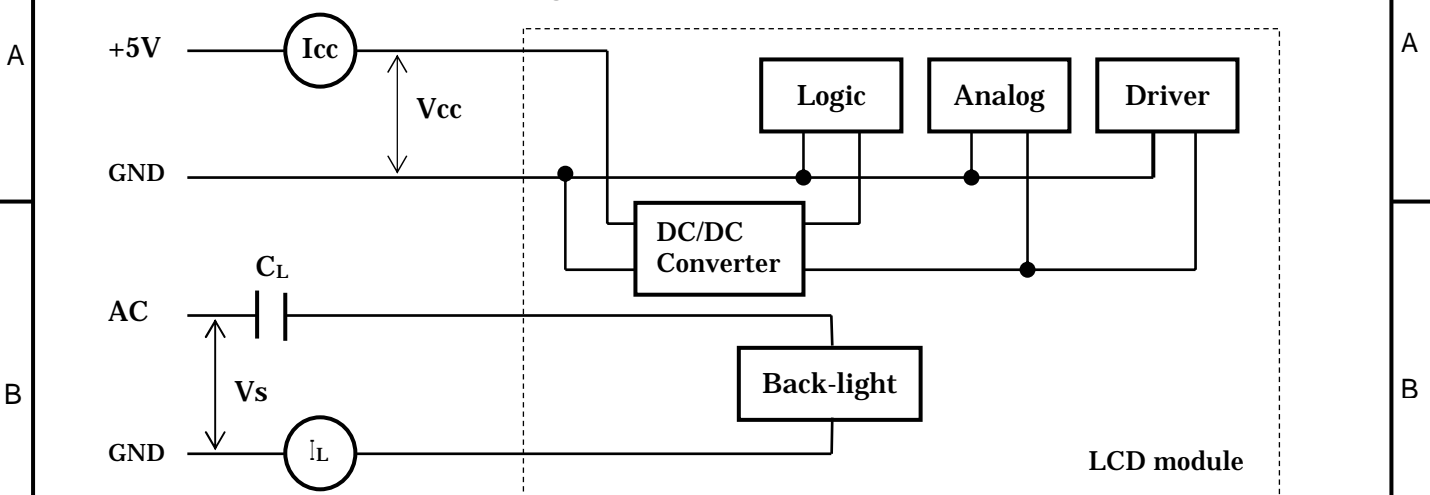 A
A
+5V
Icc
Vcc
Logic
Analog
Driver
GND
DC/DC
Converter
CL
AC
B
B
Vs
Back-light
GND
IL
LCD module